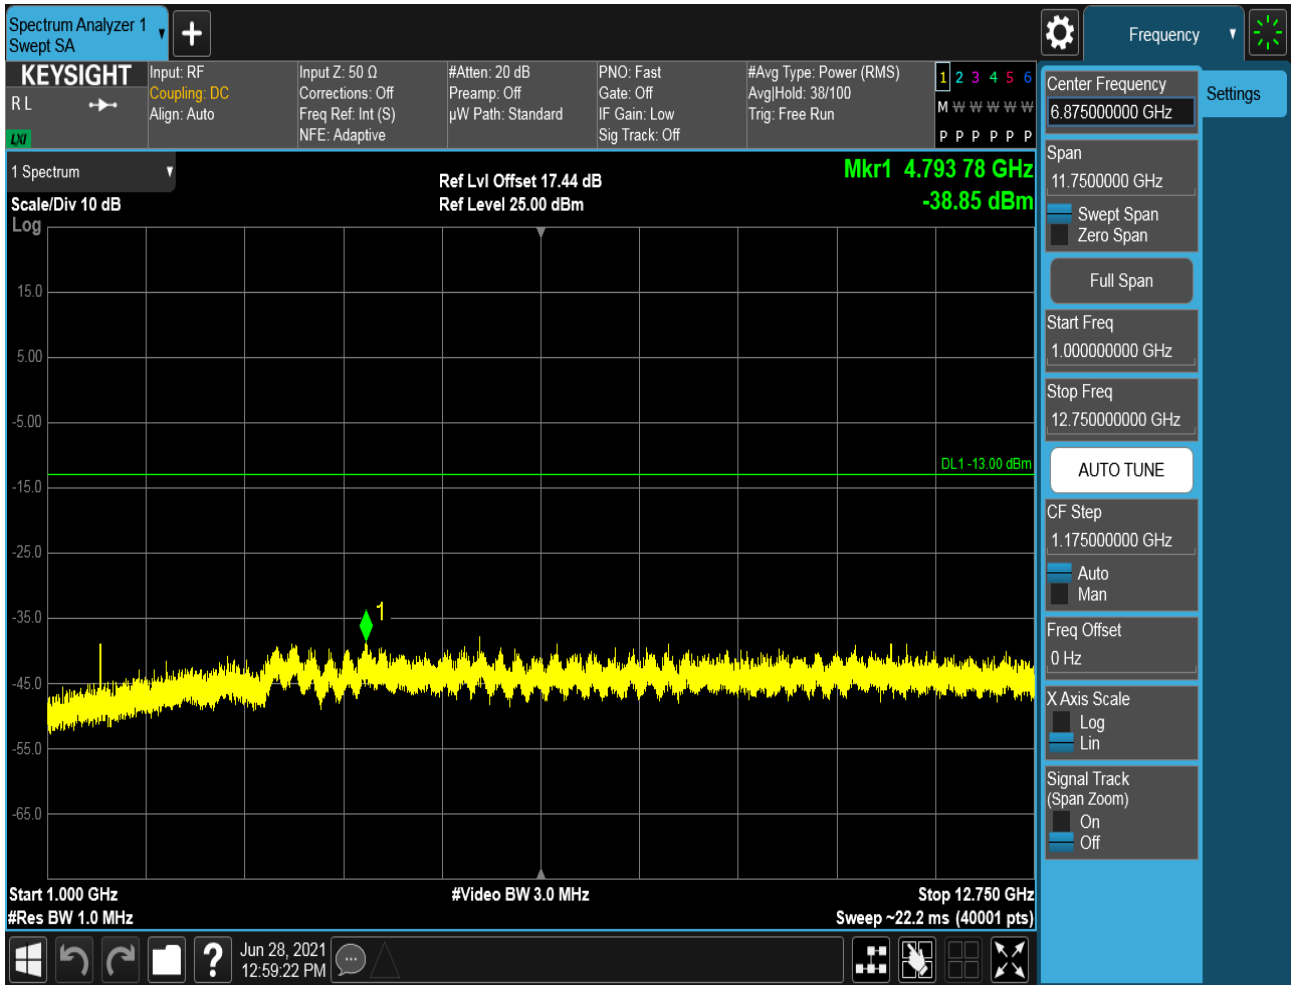 Spectrum Analyzer 1
Swept SA
Frequency
KEYSIGHT
R L
LXI
Input: RF
Coupling: DC
Align: Auto
Input Z: 50 Ω
Corrections: Off
Freq Ref: Int (S)
NFE: Adaptive
#Atten: 20 dB
Preamp: Off
µW Path: Standard
PNO: Fast
Gate: Off
IF Gain: Low
Sig Track: Off
#Avg Type: Power (RMS)
Avg|Hold: 38/100
Trig: Free Run
1 2 3 4 5 6
M W W W W W
P P P P P P
1 Spectrum
Scale/Div 10 dB
Log
Ref Lvl Offset 17.44 dB
Ref Level 25.00 dBm
Mkr1 4.793 78 GHz
-38.85 dBm
15.0
5.00
-5.00
DL1 -13.00 dBm
-15.0
-25.0
-35.0
1
-45.0
-55.0
-65.0
Start 1.000 GHz
#Res BW 1.0 MHz
#Video BW 3.0 MHz
Stop 12.750 GHz
Sweep ~22.2 ms (40001 pts)
Center Frequency
6.875000000 GHz
Settings
Span
11.7500000 GHz
Swept Span
Zero Span
Full Span
Start Freq
1.000000000 GHz
Stop Freq
12.750000000 GHz
AUTO TUNE
CF Step
1.175000000 GHz
Auto
Man
Freq Offset
0 Hz
X Axis Scale
Log
Lin
Signal Track
(Span Zoom)
On
Off
?
Jun 28, 2021
12:59:22 PM